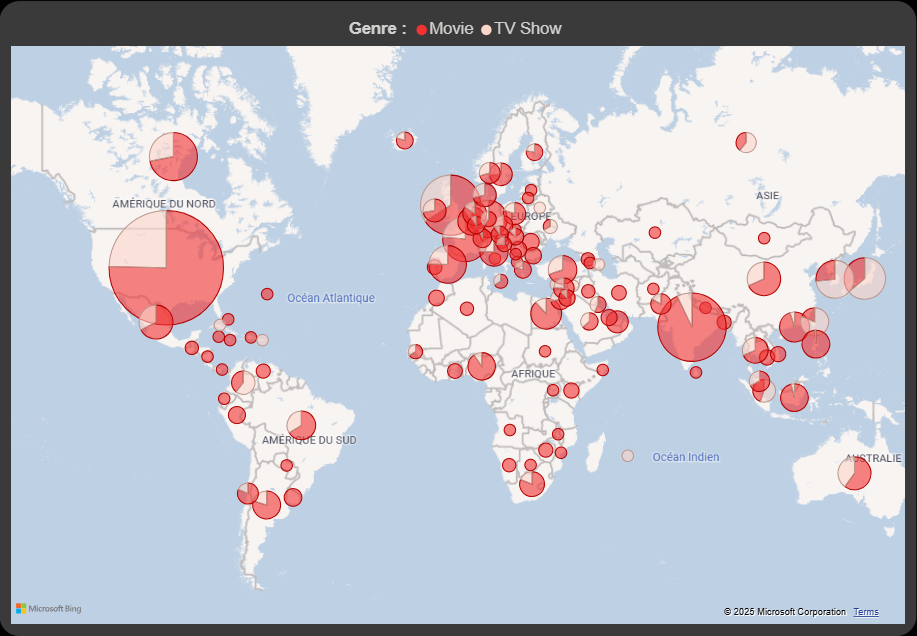 Genre : Movie TV Show
AMÉRIQUE DU NORD
ASIE
EUROPE
Océan Atlantique
AFRIQUE
AMÉRIQUE DU SUD
Océan Indien
AUSTRALIE
Microsoft Bing
© 2025 Microsoft Corporation Terms